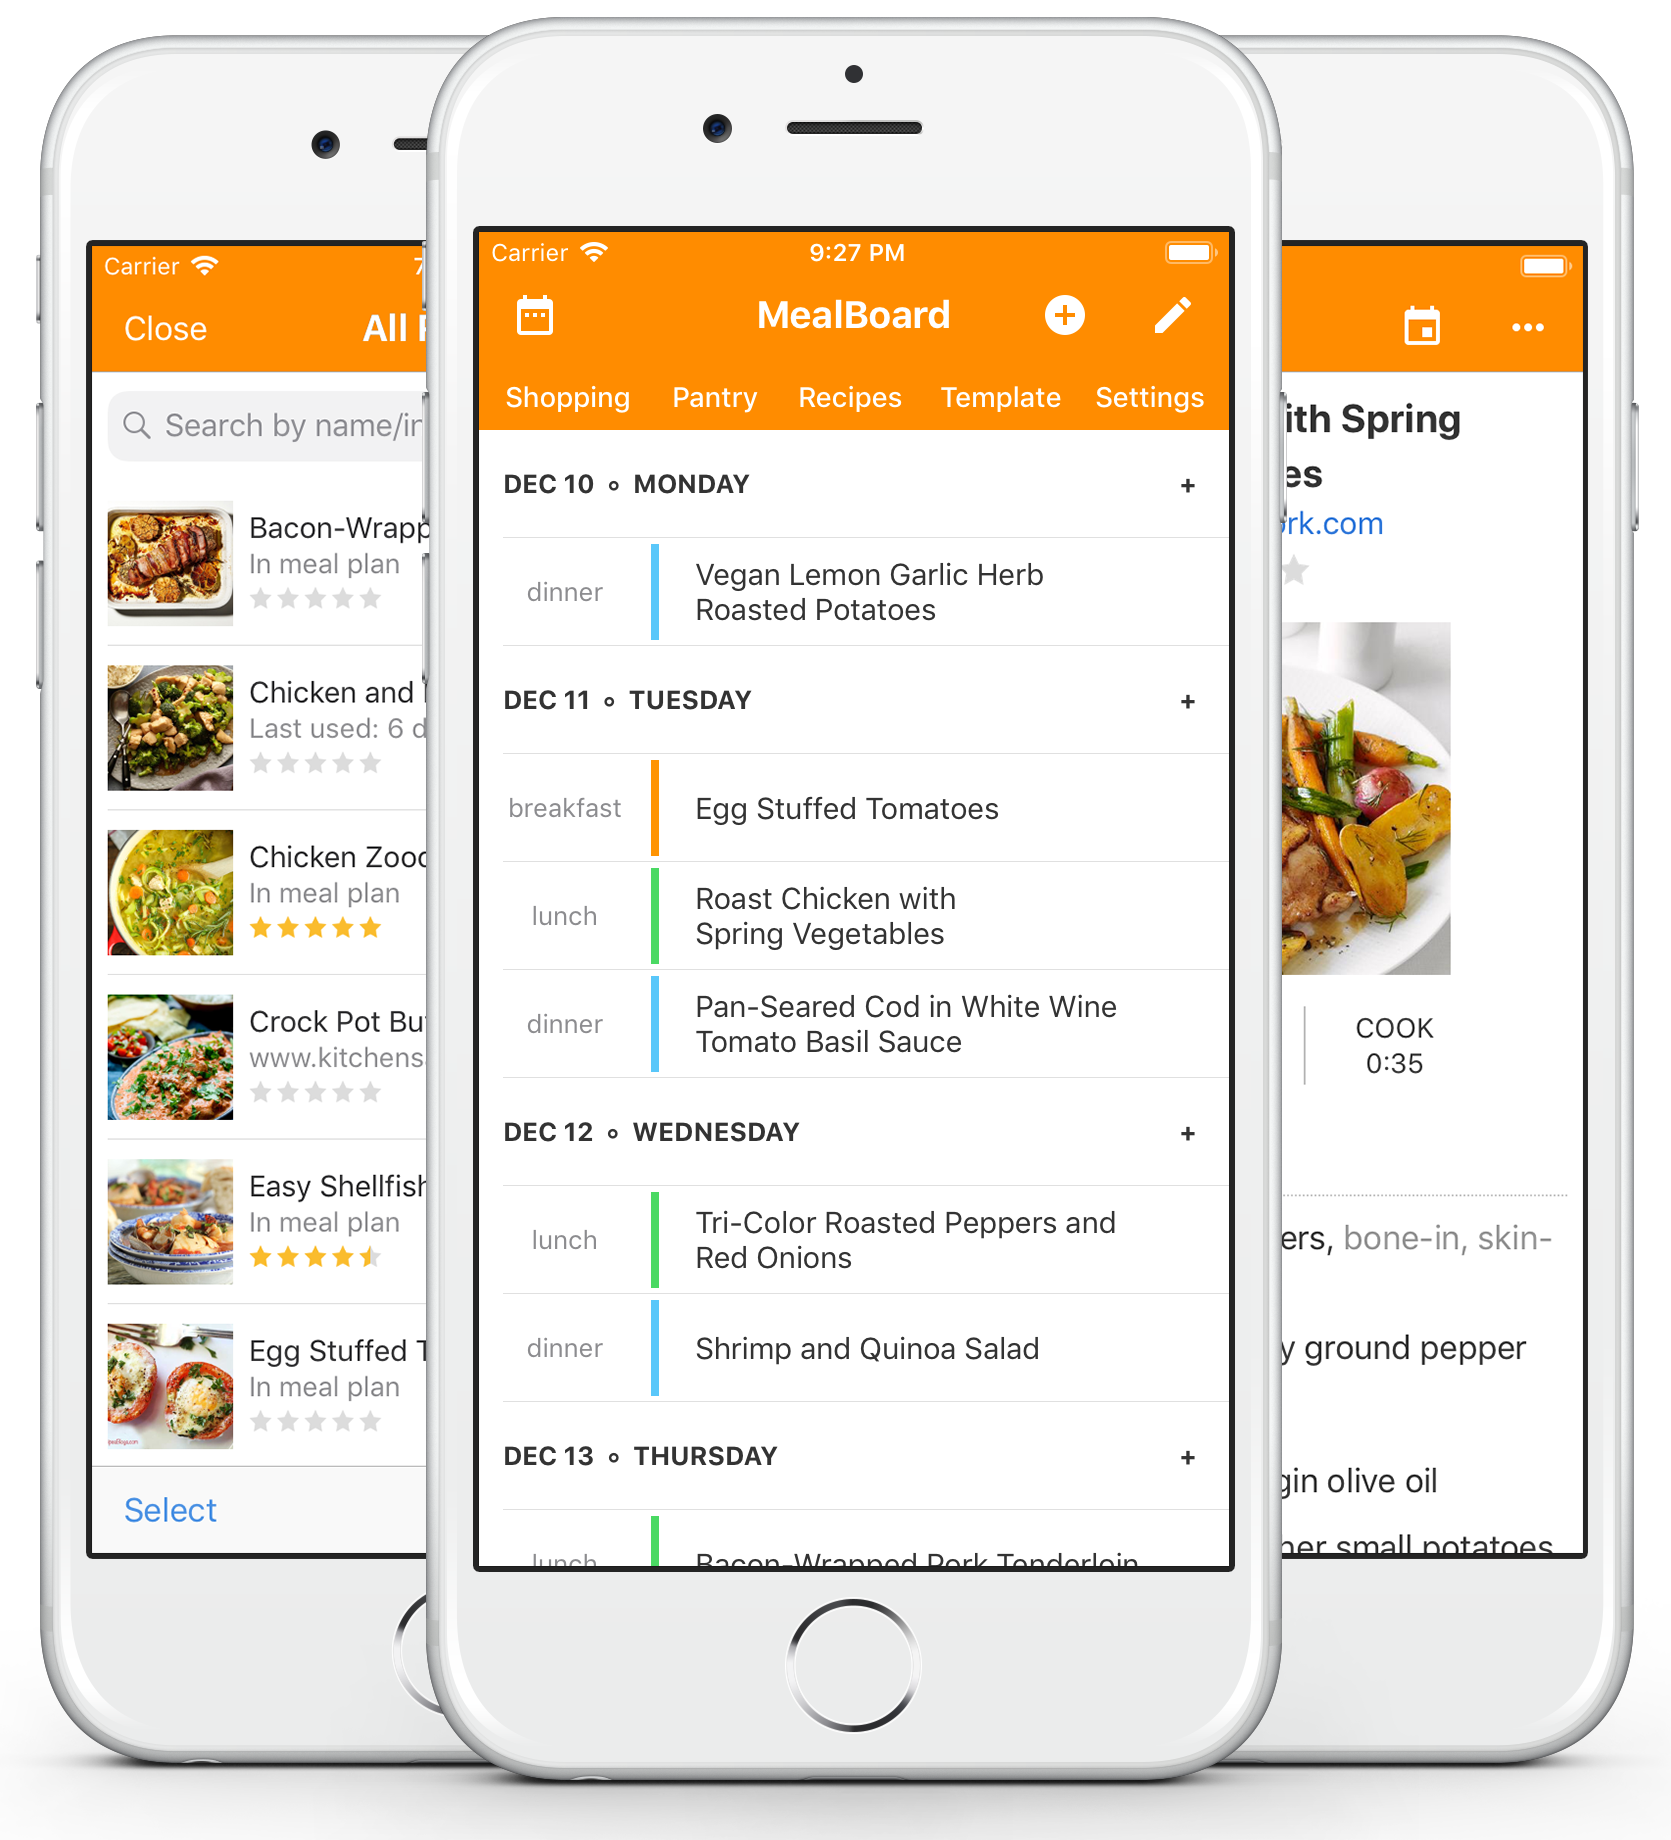 Carrier
Close
All
Search by name/in
Bacon-Wrapp
In meal plan
Chicken and
Last used: 6 d
Chicken Zood
In meal plan
Crock Pot
www.kitchens
Easy Shellfish
In meal plan
Egg Stuffed
In meal plan
Select
Carrier 9:27 PM
MealBoard
Shopping Pantry Recipes Template Settings
DEC 10 MONDAY +
dinner Vegan Lemon Garlic Herb
Roasted Potatoes
DEC 11 TUESDAY +
breakfast Egg Stuffed Tomatoes
lunch Roast Chicken with
Spring Vegetables
dinner Pan-Seared Cod in White Wine
Tomato Basil Sauce
DEC 12 WEDNESDAY +
lunch Tri-Color Roasted Peppers and
Red Onions
dinner Shrimp and Quinoa Salad
DEC 13 THURSDAY +
lunch Bacon-Wrapped Pork Tenderloin
ith Spring
es
rk.com
COOK
0:35
ers, bone-in, skin-
y ground pepper
gin olive oil
her small potatoes